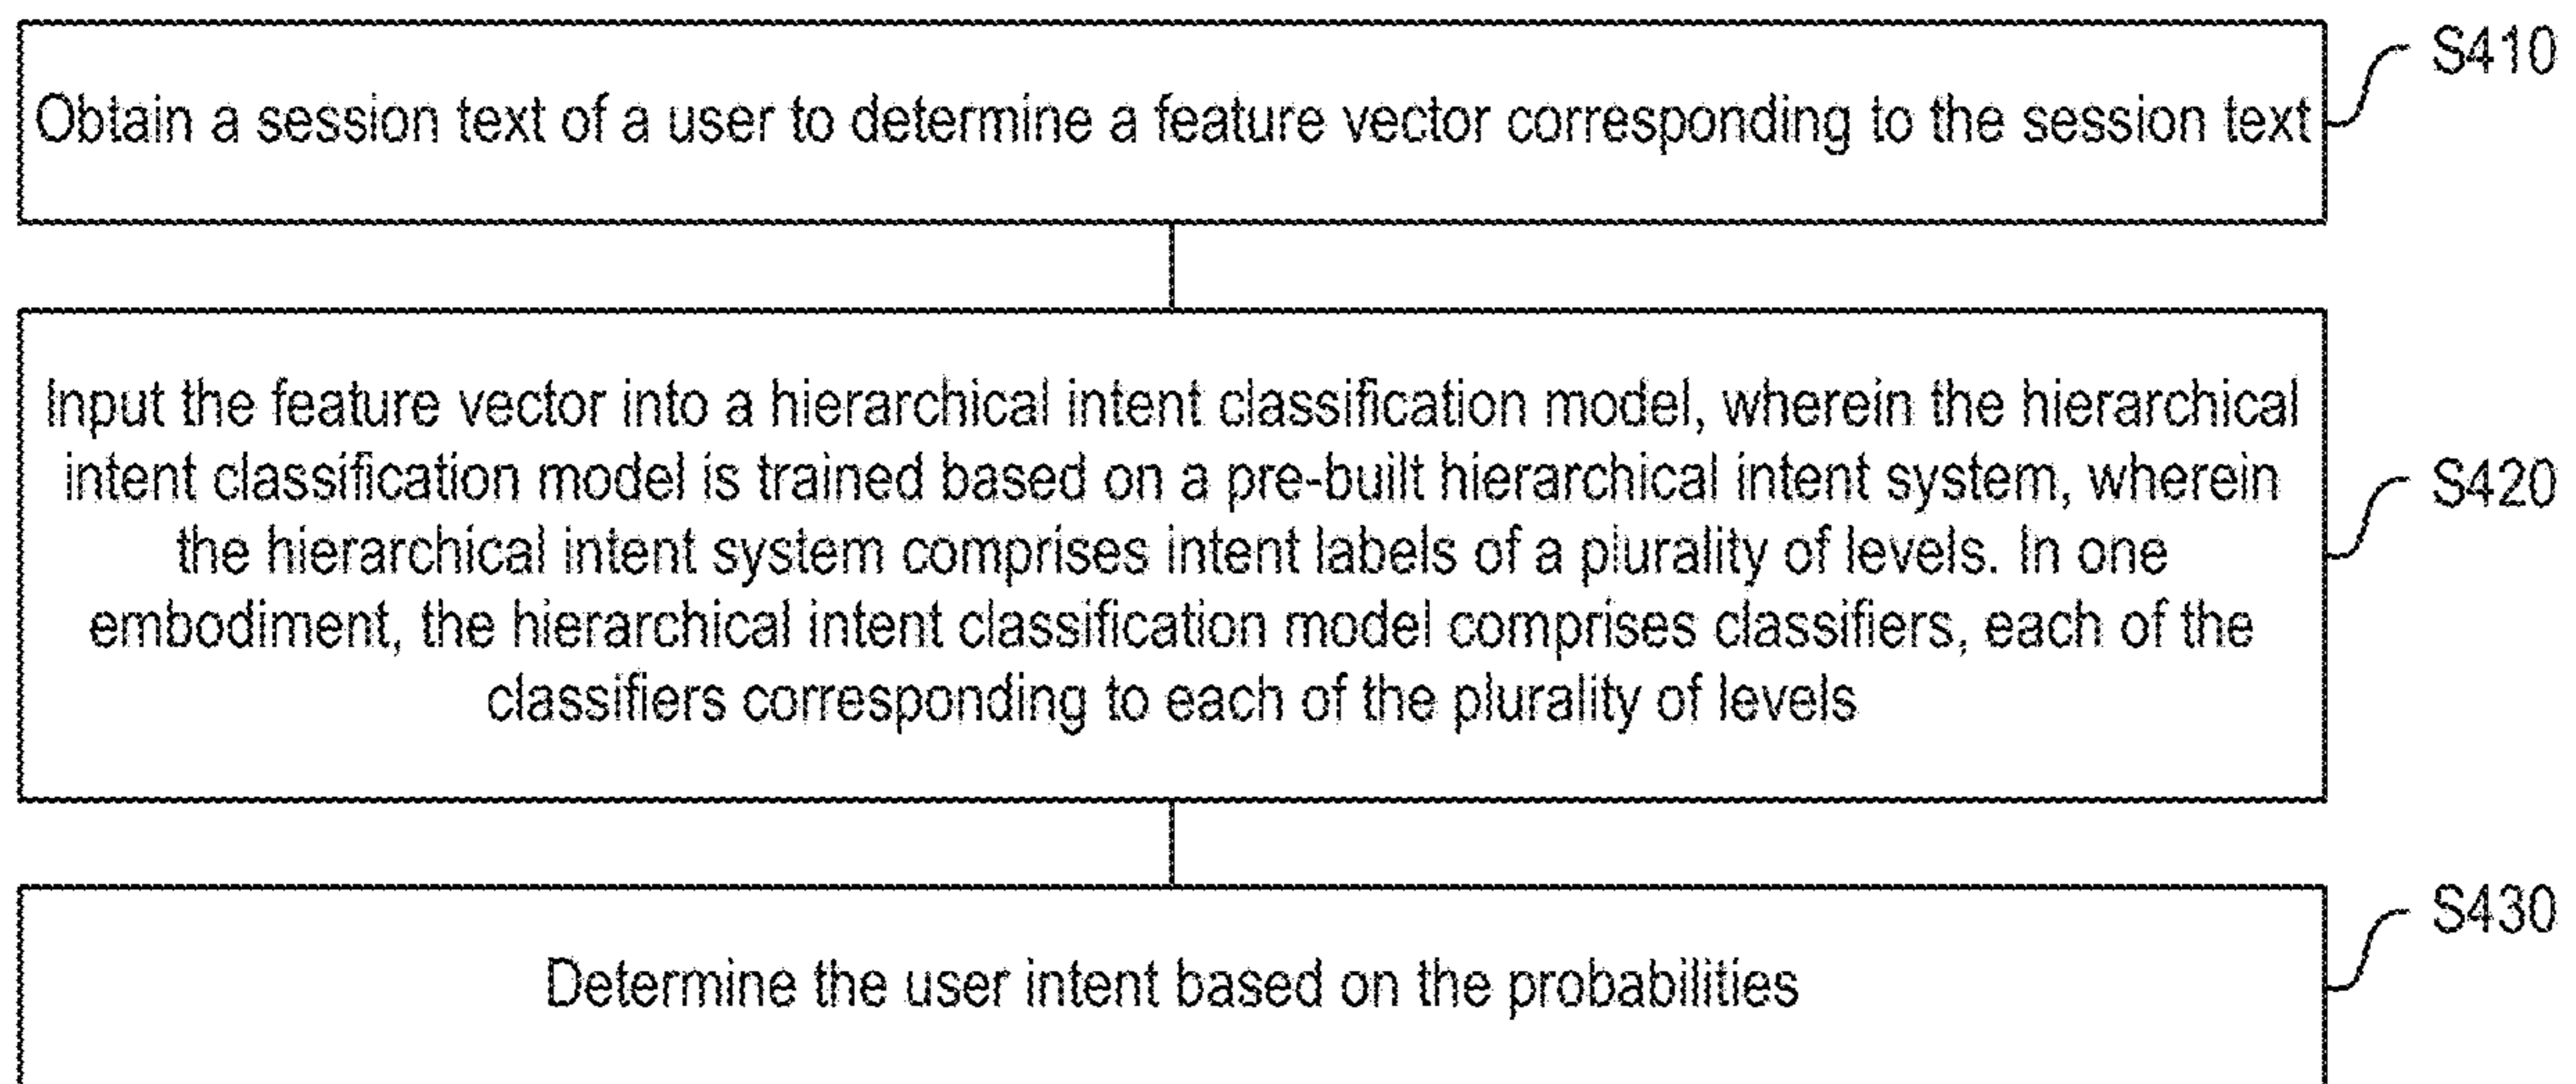 S410
Obtain a session text of a user to determine a feature vector corresponding to the session text
Input the feature vector into a hierarchical intent classification model, wherein the hierarchical
intent classification model is trained based on a pre-built hierarchical intent system, wherein
the hierarchical intent system comprises intent labels of a plurality of levels. In one
embodiment, the hierarchical intent classification model comprises classifiers, each of the
classifiers corresponding to each of the plurality of levels
S420
S430
Determine the user intent based on the probabilities